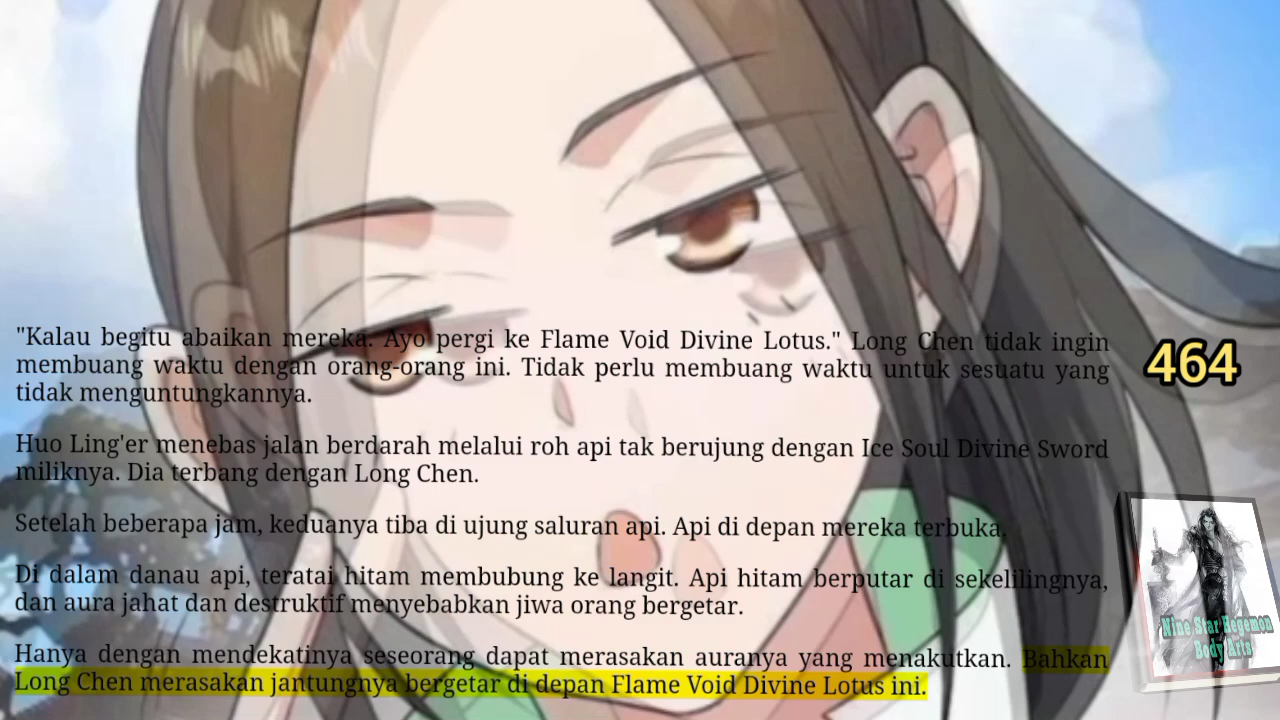 "Kalau begitu abaikan mereka. Ayo pergi ke Flame Void Divine Lotus." Long Chen tidak ingin
membuang waktu dengan orang-orang ini. Tidak perlu membuang waktu untuk sesuatu yang
tidak menguntungkannya.
464
Huo Ling'er menebas jalan berdarah melalui roh api tak berujung dengan Ice Soul Divine Sword
miliknya. Dia terbang dengan Long Chen.
Setelah beberapa jam, keduanya tiba di ujung saluran api. Api di depan mereka terbuka.
Di dalam danau api, teratai hitam membubung ke langit. Api hitam berputar di sekelilingnya,
dan aura jahat dan destruktif menyebabkan jiwa orang bergetar.
Hanya dengan mendekatinya seseorang dapat merasakan auranya yang menakutkan. Bahkan
Long Chen merasakan jantungnya bergetar di depan Flame Void Divine Lotus ini.
Nine Star Hegemon
Body Arts